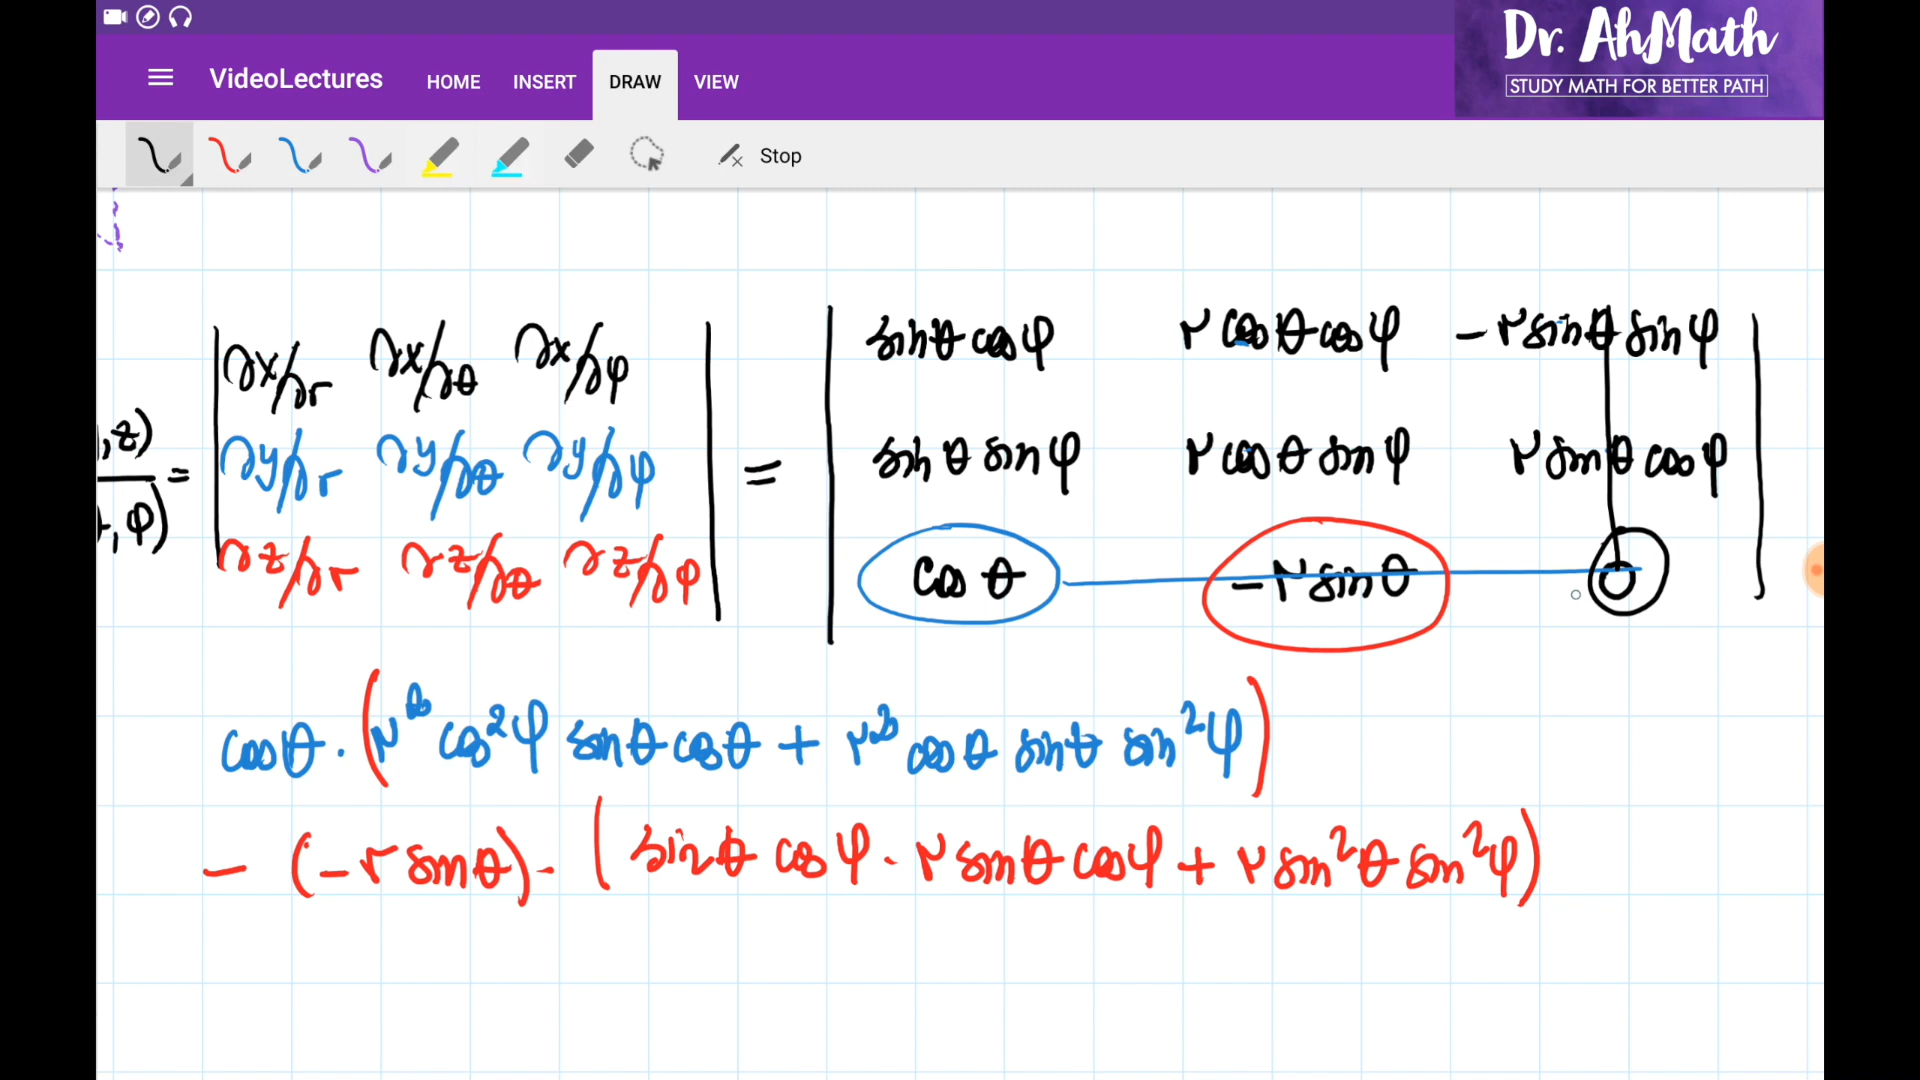 Dr. AhMath
STUDY MATH FOR BETTER PATH
VideoLectures HOME INSERT DRAW VIEW
Stop
∂x/∂r ∂x/∂θ ∂x/∂φ
sinθ cosφ r cosθ cosφ − r sinθ sinφ
, z)
∂y/∂r ∂y/∂θ ∂y/∂φ
= =
sinθ sinφ r cosθ sinφ r sinθ cosφ
, φ)
∂z/∂r ∂z/∂θ ∂z/∂φ
cosθ − r sinθ 0
cosθ · (r² cos²φ sinθ cosθ + r² cosθ sinθ sin²φ)
− (− r sinθ) · (sinθ cosφ · r sinθ cosφ + r sin²θ sin²φ)